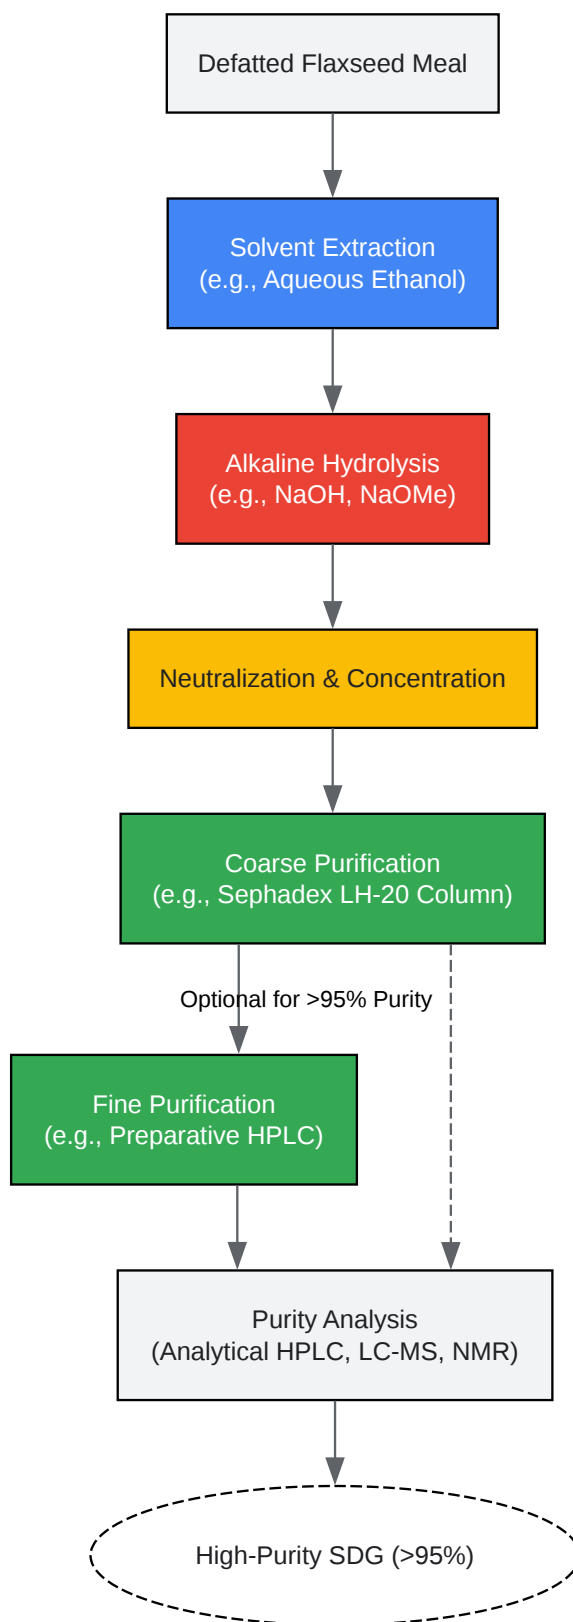 Defatted Flaxseed Meal
Solvent Extraction
(e.g., Aqueous Ethanol)
Alkaline Hydrolysis
(e.g., NaOH, NaOMe)
Neutralization & Concentration
Coarse Purification
(e.g., Sephadex LH-20 Column)
Optional for >95% Purity
Fine Purification
(e.g., Preparative HPLC)
Purity Analysis
(Analytical HPLC, LC-MS, NMR)
High-Purity SDG (>95%)